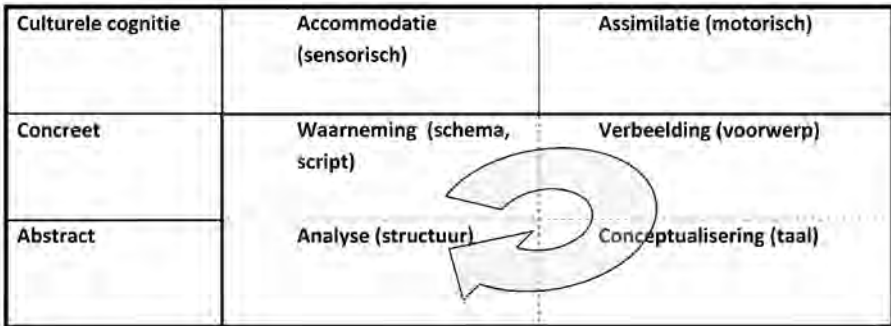 Culturele cognitie
Accommodatie
(sensorisch)
Assimilatie (motorisch)
Concreet
Waarneming (schema,
script)
Verbeelding (voorwerp)
Abstract
Analyse (structuur)
Conceptualisering (taal)